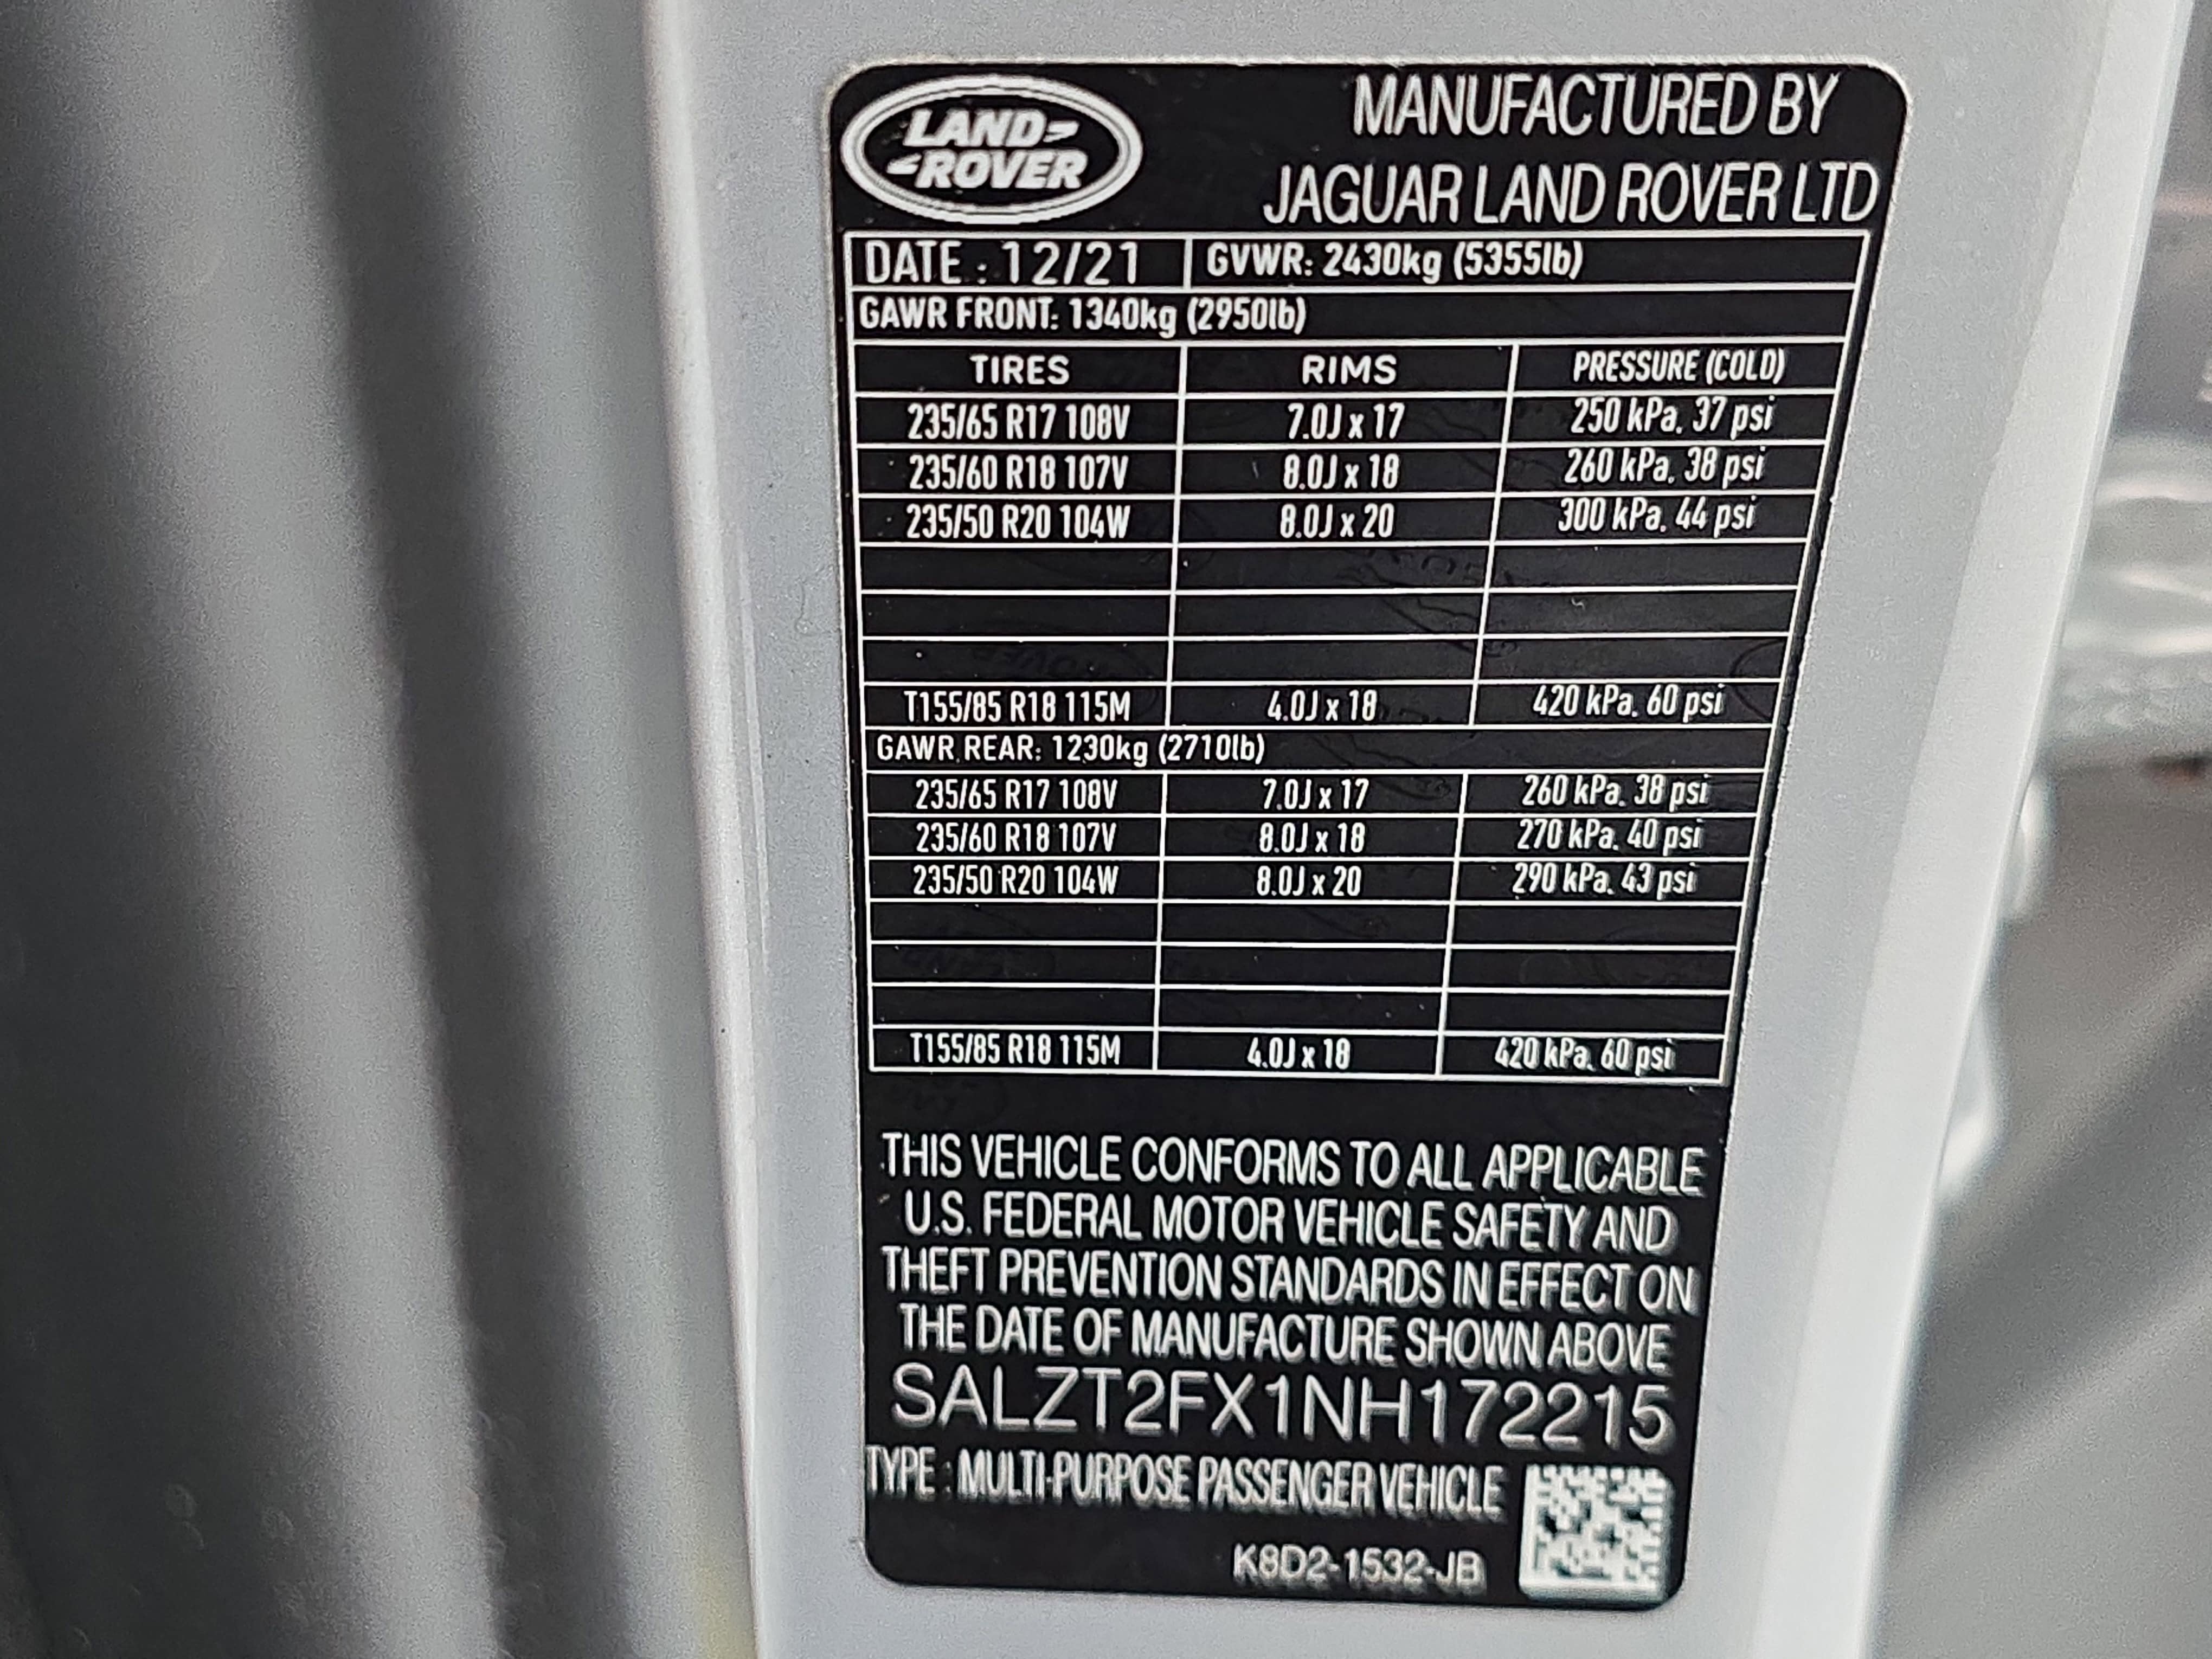 LAND
ROVER
MANUFACTURED BY
JAGUAR LAND ROVER LTD
DATE : 12/21 GVWR: 2430kg (5355lb)
GAWR FRONT: 1340kg (2950lb)
TIRES RIMS PRESSURE (COLD)
235/65 R17 108V 7.0J x 17 250 kPa. 37 psi
235/60 R18 107V 8.0J x 18 260 kPa. 38 psi
235/50 R20 104W 8.0J x 20 300 kPa. 44 psi
T155/85 R18 115M 4.0J x 18 420 kPa. 60 psi
GAWR REAR: 1230kg (2710lb)
235/65 R17 108V 7.0J x 17 260 kPa. 38 psi
235/60 R18 107V 8.0J x 18 270 kPa. 40 psi
235/50 R20 104W 8.0J x 20 290 kPa. 43 psi
T155/85 R18 115M 4.0J x 18 420 kPa. 60 psi
THIS VEHICLE CONFORMS TO ALL APPLICABLE
U.S. FEDERAL MOTOR VEHICLE SAFETY AND
THEFT PREVENTION STANDARDS IN EFFECT ON
THE DATE OF MANUFACTURE SHOWN ABOVE
SALZT2FX1NH172215
TYPE : MULTI-PURPOSE PASSENGER VEHICLE
K8D2-1532-JB